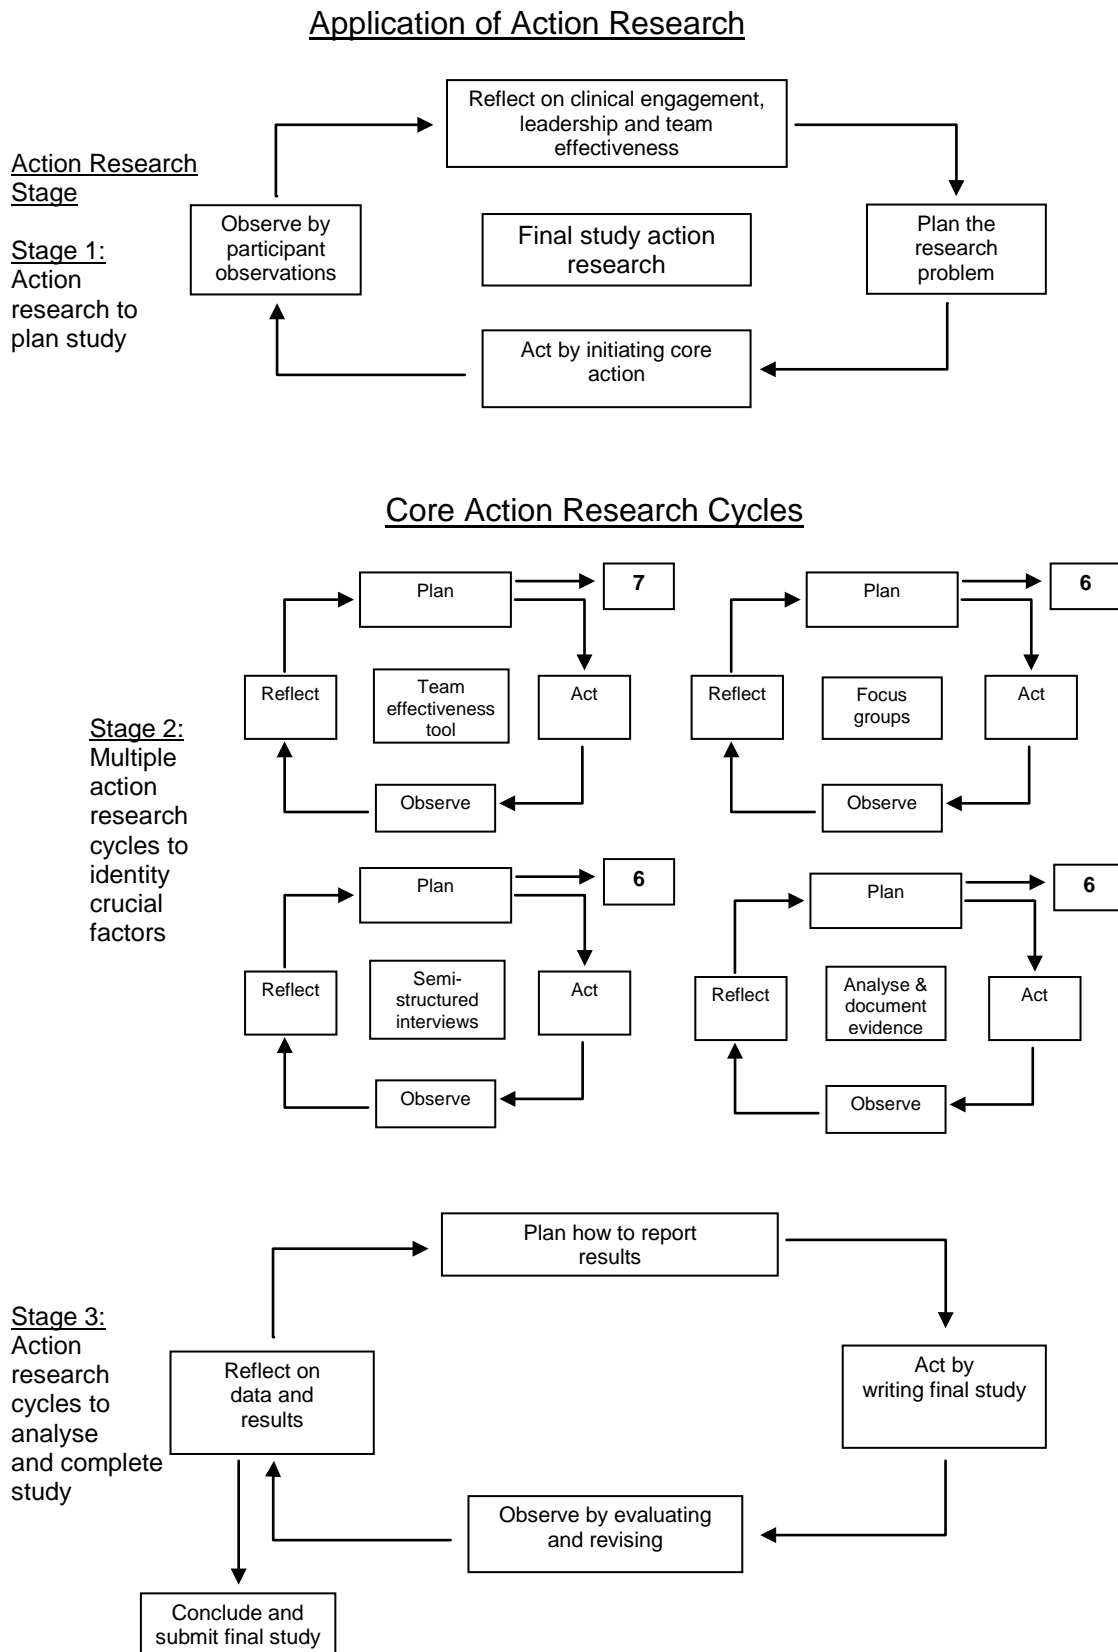 Application of Action Research
Reflect on clinical engagement,
leadership and team
effectiveness
Action Research
Stage
Stage 1:
Action
research to
plan study
Observe by
participant
observations
Final study action
research
Plan the
research
problem
Act by initiating core
action
Core Action Research Cycles
Stage 2:
Multiple
action
research
cycles to
identity
crucial
factors
Plan
7
Reflect
Team
effectiveness
tool
Act
Observe
Plan
6
Reflect
Focus
groups
Act
Observe
Plan
6
Reflect
Semi-
structured
interviews
Act
Observe
Plan
6
Reflect
Analyse &
document
evidence
Act
Observe
Stage 3:
Action
research
cycles to
analyse
and complete
study
Plan how to report
results
Reflect on
data and
results
Act by
writing final study
Observe by evaluating
and revising
Conclude and
submit final study